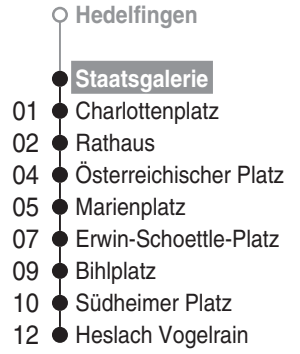 Hedelfingen
Staatsgalerie
01 Charlottenplatz
02 Rathaus
04 Österreichischer Platz
05 Marienplatz
07 Erwin-Schoettle-Platz
09 Bihlplatz
10 Südheimer Platz
12 Heslach Vogelrain